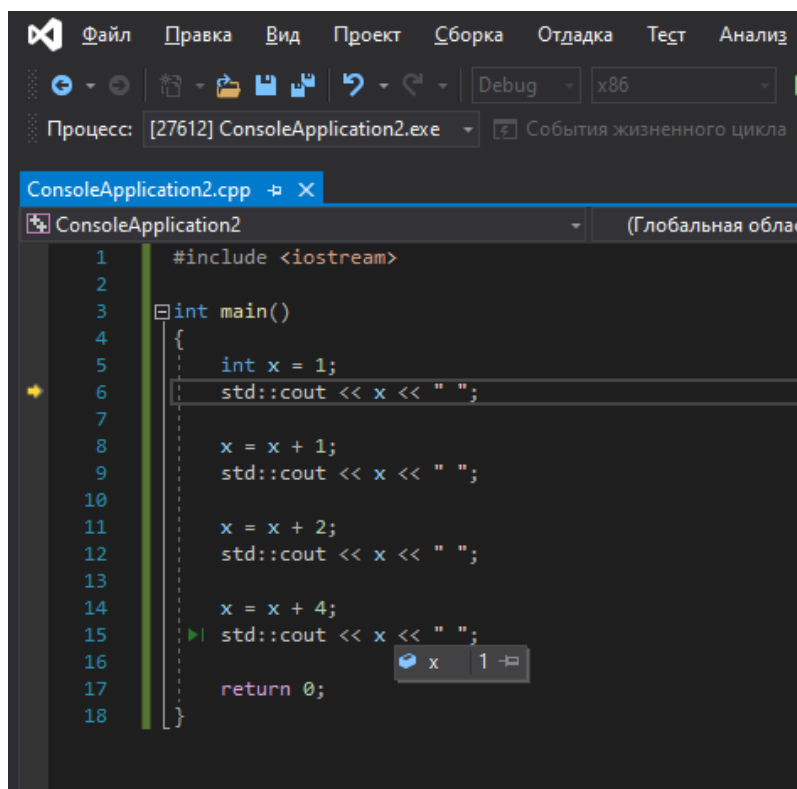 Файл Правка Вид Проект Сборка Отладка Тест Анализ
Debug x86
Процесс: [27612] ConsoleApplication2.exe События жизненного цикла
ConsoleApplication2.cpp
ConsoleApplication2 (Глобальная облас
1 #include <iostream>
2
3 int main()
4 {
5 int x = 1;
6 std::cout << x << " ";
7
8 x = x + 1;
9 std::cout << x << " ";
10
11 x = x + 2;
12 std::cout << x << " ";
13
14 x = x + 4;
15 std::cout << x << " ";
16 x 1
17 return 0;
18 }